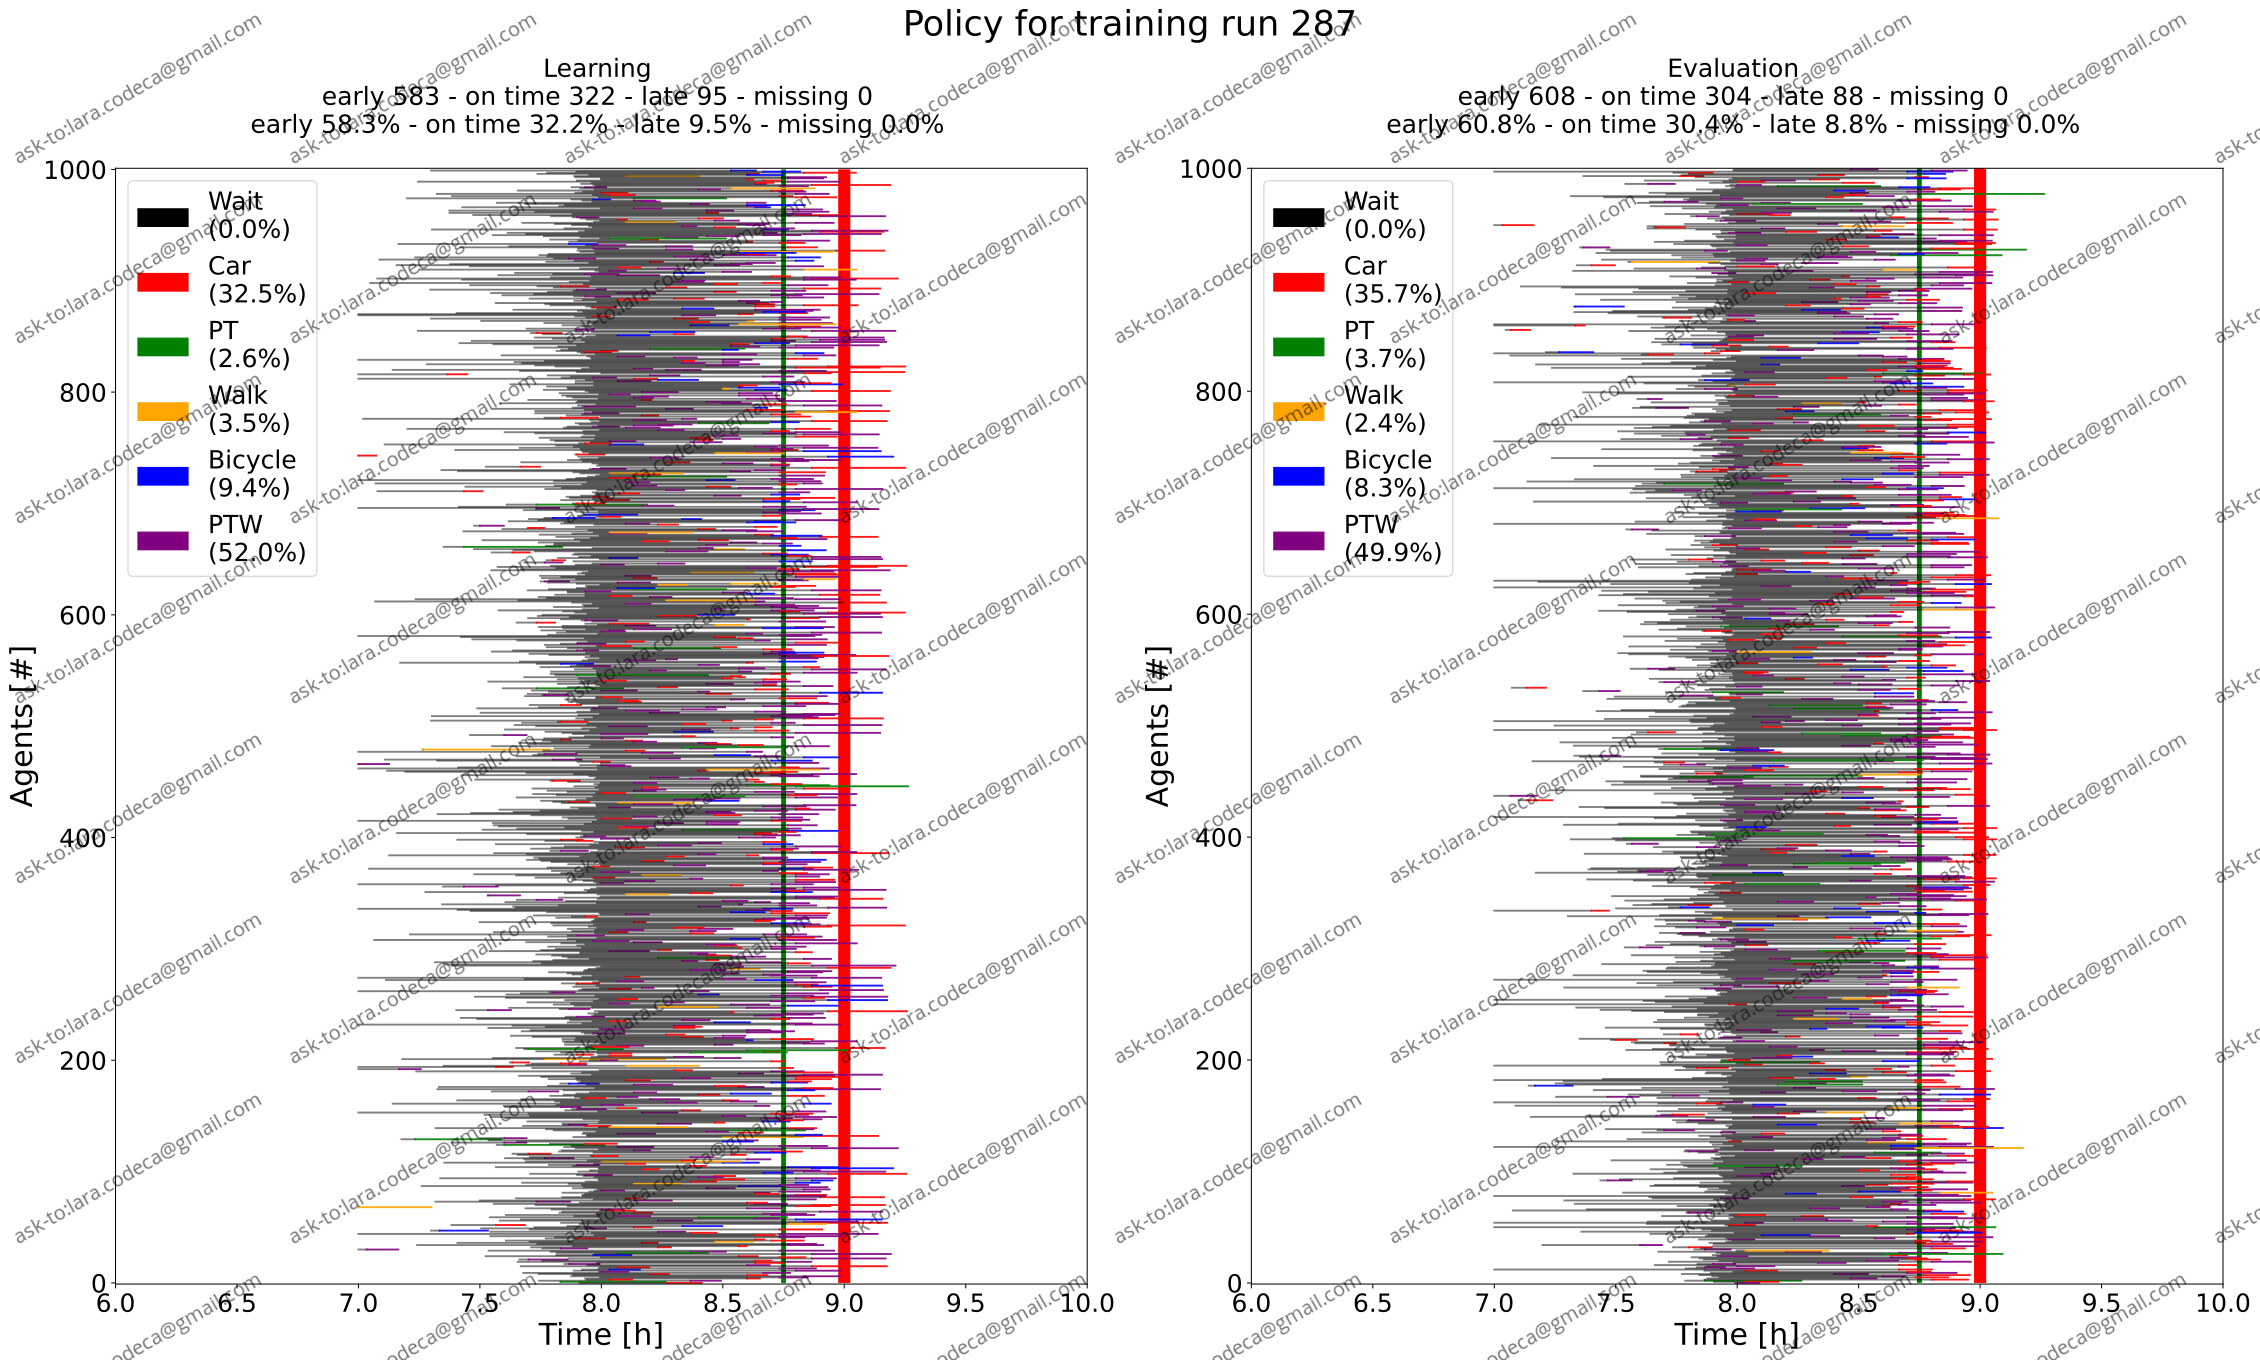 Policy for training run 287
Learning
early 583 - on time 322 - late 95 - missing 0
early 58.3% - on time 32.2% - late 9.5% - missing 0.0%
Wait
(0.0%)
Car
(32.5%)
PT
(2.6%)
Walk
(3.5%)
Bicycle
(9.4%)
PTW
(52.0%)
1000
800
600
400
200
0
Agents [#]
6.0 6.5 7.0 7.5 8.0 8.5 9.0 9.5 10.0
Time [h]
Evaluation
early 608 - on time 304 - late 88 - missing 0
early 60.8% - on time 30.4% - late 8.8% - missing 0.0%
Wait
(0.0%)
Car
(35.7%)
PT
(3.7%)
Walk
(2.4%)
Bicycle
(8.3%)
PTW
(49.9%)
1000
800
600
400
200
0
Agents [#]
6.0 6.5 7.0 7.5 8.0 8.5 9.0 9.5 10.0
Time [h]
ask-to:lara.codeca@gmail.com